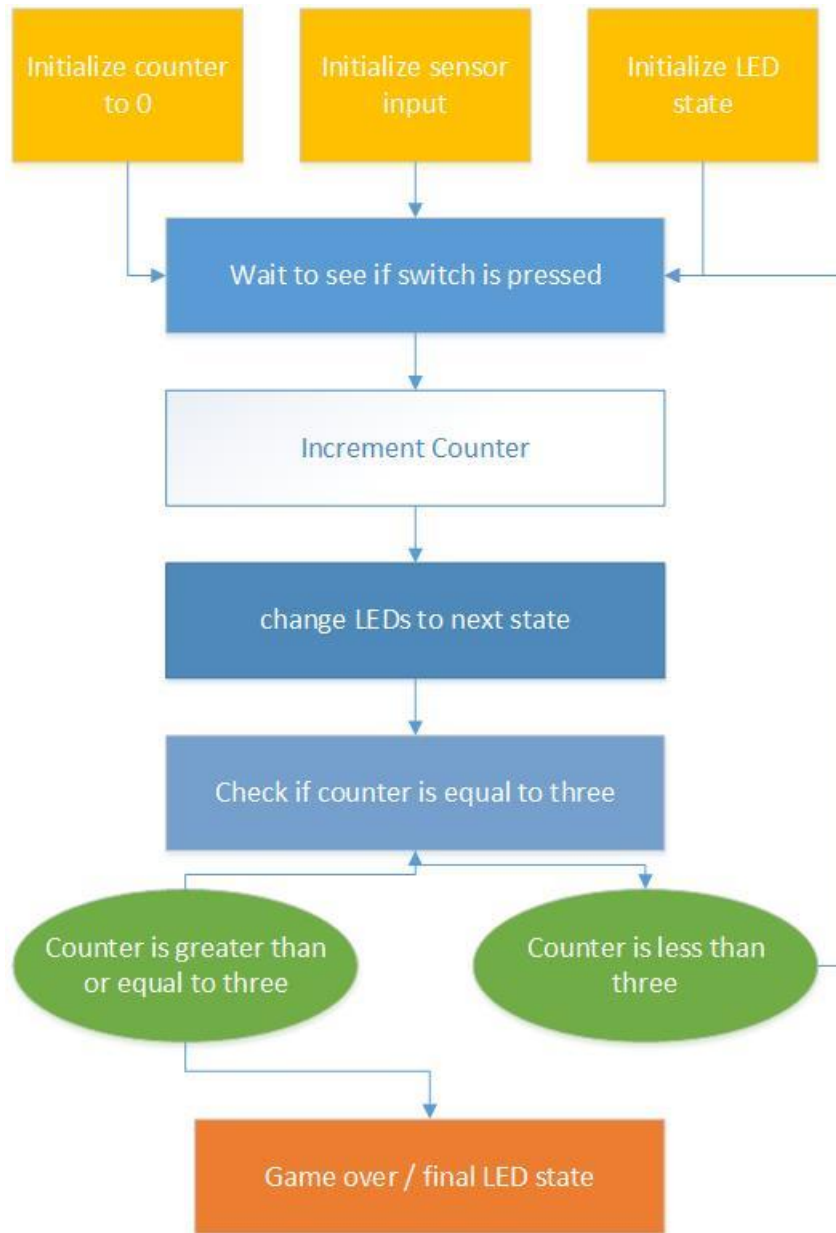 Initialize counter
to 0
Initialize sensor
input
Initialize LED
state
Wait to see if switch is pressed
Increment Counter
change LEDs to next state
Check if counter is equal to three
Counter is greater than
or equal to three
Counter is less than
three
Game over / final LED state